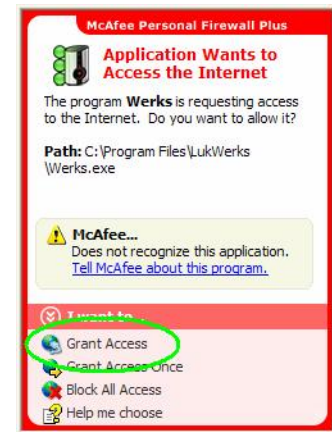 McAfee Personal Firewall Plus
Application Wants to
Access the Internet
The program Werks is requesting access
to the Internet. Do you want to allow it?
Path: C:\Program Files\LukWerks
\Werks.exe
McAfee...
Does not recognize this application.
Tell McAfee about this program.
I want to...
Grant Access
Grant Access Once
Block All Access
Help me choose